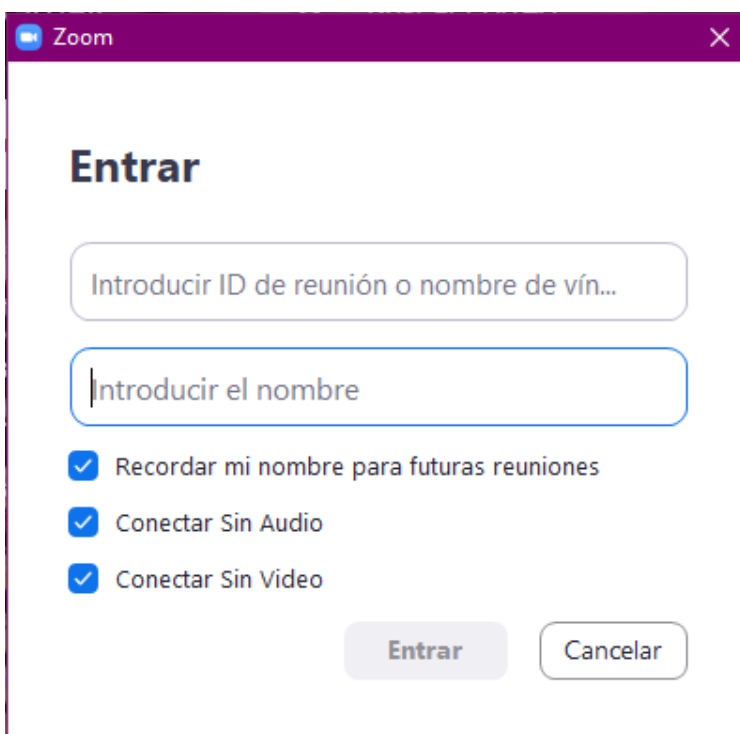 Zoom
Entrar
Introducir ID de reunión o nombre de vín...
Introducir el nombre
Recordar mi nombre para futuras reuniones
Conectar Sin Audio
Conectar Sin Video
Entrar Cancelar